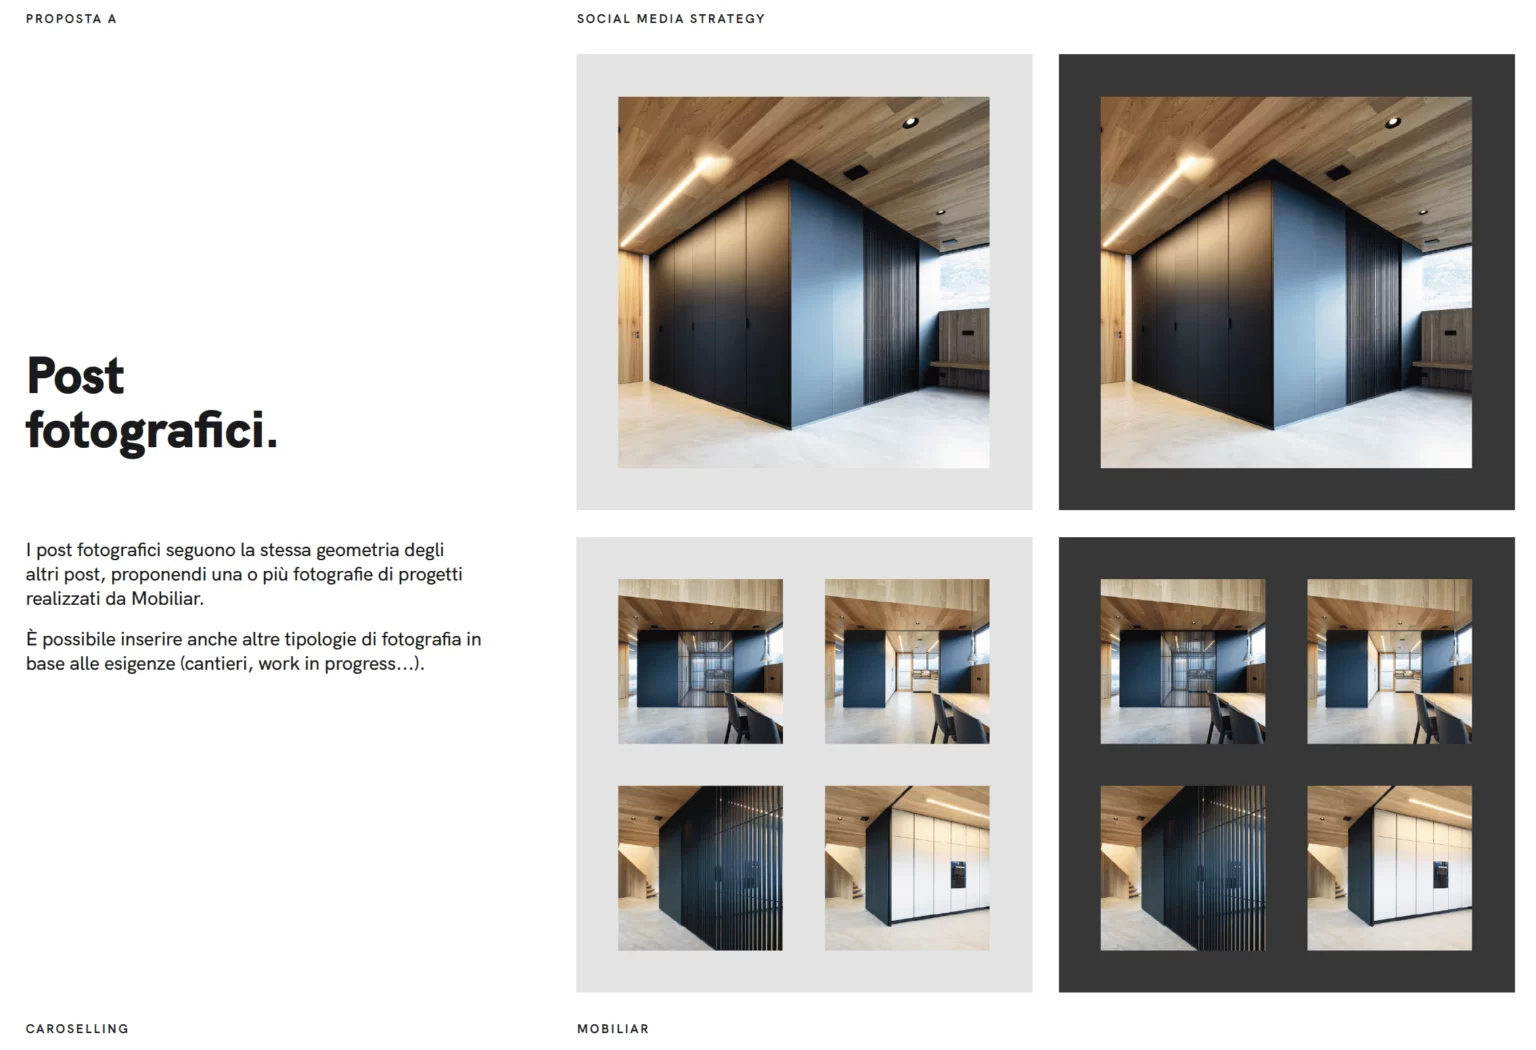 PROPOSTA A
SOCIAL MEDIA STRATEGY
Post
fotografici.
I post fotografici seguono la stessa geometria degli
altri post, proponendi una o più fotografie di progetti
realizzati da Mobiliar.
È possibile inserire anche altre tipologie di fotografia in
base alle esigenze (cantieri, work in progress...).
CAROSELLING
MOBILIAR